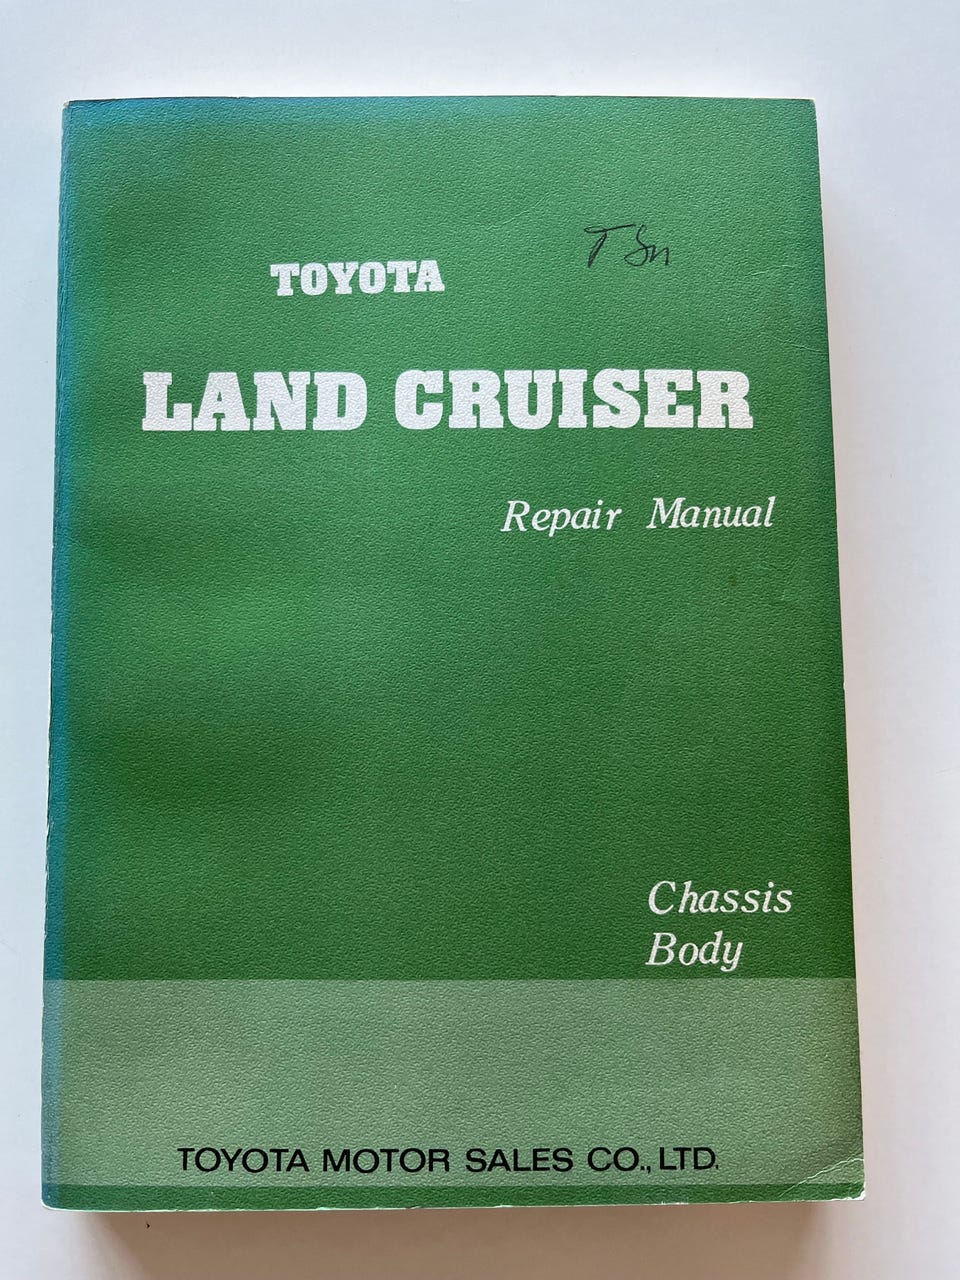 TOYOTA
LAND CRUISER
Repair Manual
Chassis
Body
TOYOTA MOTOR SALES CO., LTD.